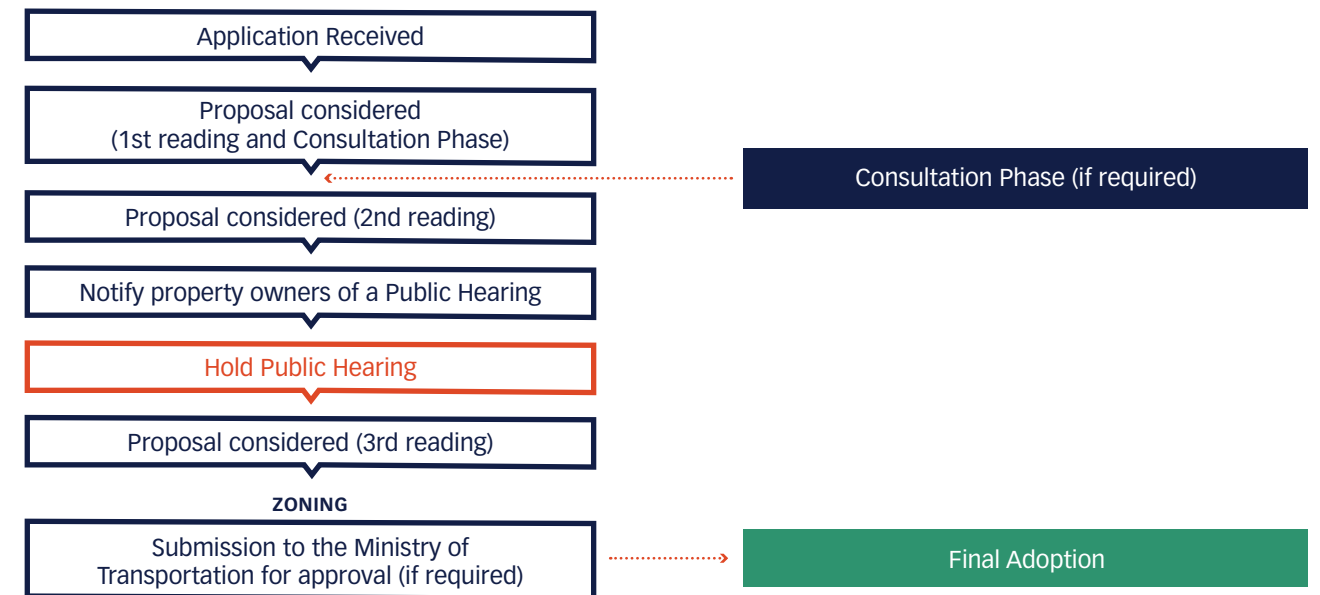 Application Received
Proposal considered
(1st reading and Consultation Phase)
Consultation Phase (if required)
Proposal considered (2nd reading)
Notify property owners of a Public Hearing
Hold Public Hearing
Proposal considered (3rd reading)
ZONING
Submission to the Ministry of
Transportation for approval (if required)
Final Adoption